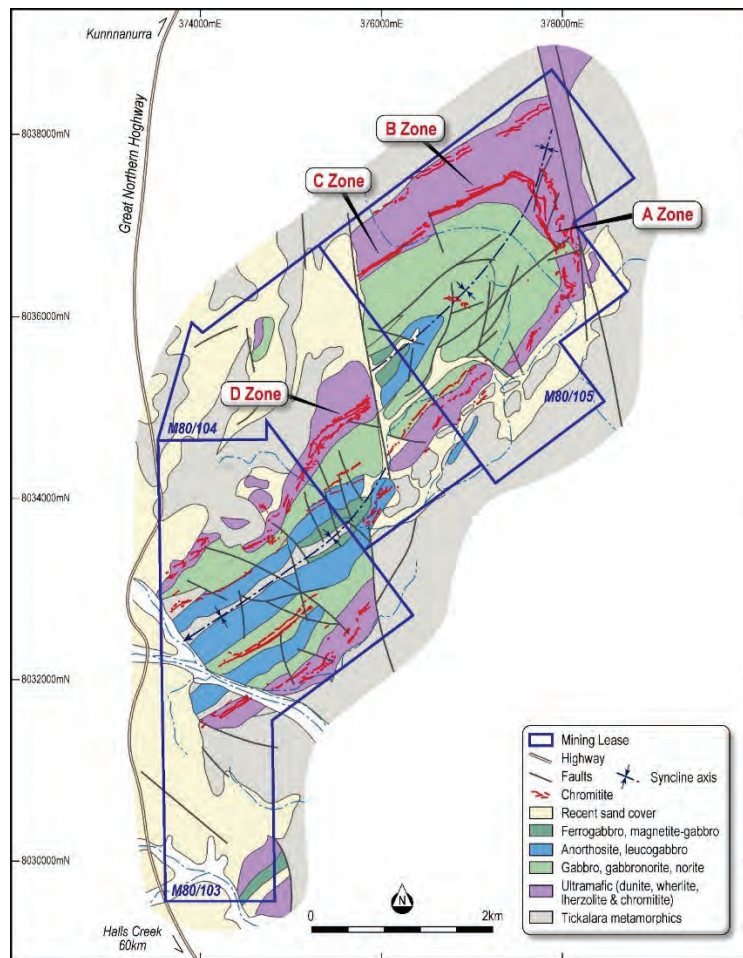 374000mE
376000mE
378000mE
Kunnnanurra
8038000mN
B Zone
C Zone
A Zone
Great Northern Hoghway
8036000mN
D Zone
M80/105
M80/104
8034000mN
8032000mN
8030000mN
M80/103
Halls Creek
60km
N
0
2km
Mining Lease
Highway
Faults
Syncline axis
Chromitite
Recent sand cover
Ferrogabbro, magnetite-gabbro
Anorthosite, leucogabbro
Gabbro, gabbronorite, norite
Ultramafic (dunite, wherlite,
lherzolite & chromitite)
Tickalara metamorphics